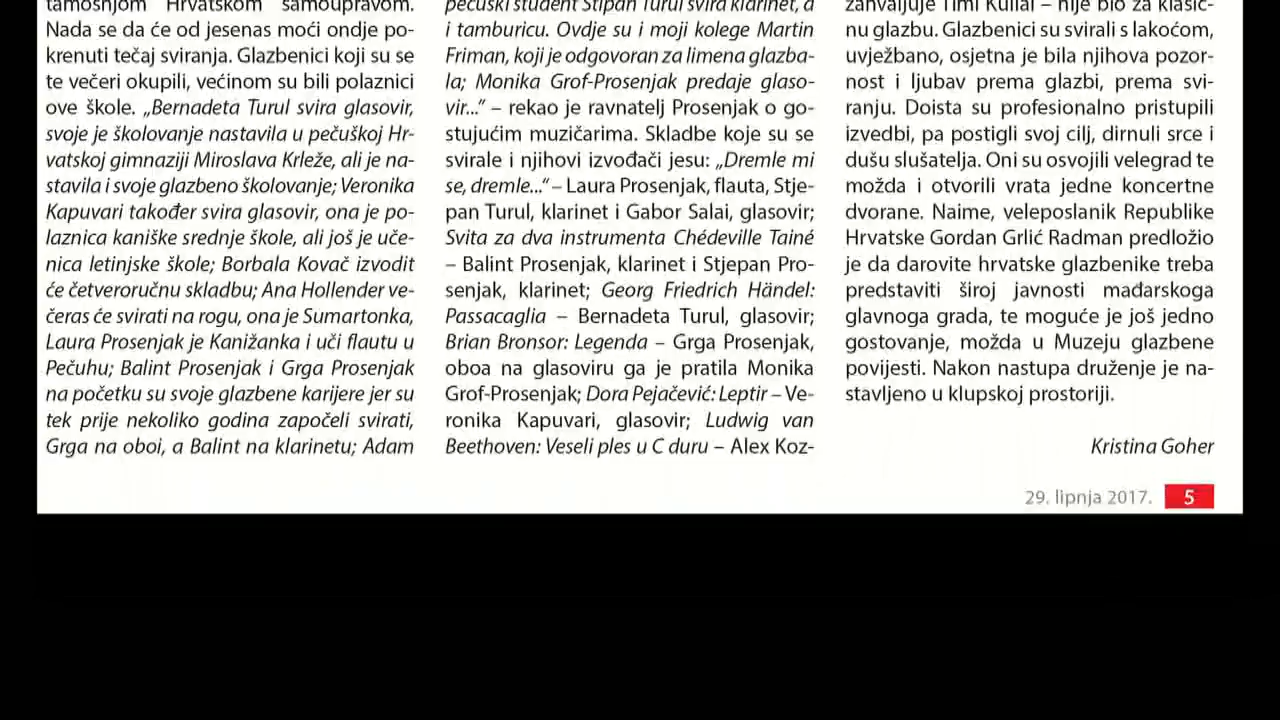 tamošnjom Hrvatskom samoupravom.
Nada se da će od jesenas moći ondje po-
krenuti tečaj sviranja. Glazbenici koji su se
te večeri okupili, većinom su bili polaznici
ove škole. „Bernadeta Turul svira glasovir,
svoje je školovanje nastavila u pečuškoj Hr-
vatskoj gimnaziji Miroslava Krleže, ali je na-
stavila i svoje glazbeno školovanje; Veronika
Kapuvari također svira glasovir, ona je po-
laznica kaniške srednje škole, ali još je uče-
nica letinjske škole; Borbala Kovač izvodit
će četveroručnu skladbu; Ana Hollender ve-
čeras će svirati na rogu, ona je Sumartonka,
Laura Prosenjak je Kanižanka i uči flautu u
Pečuhu; Balint Prosenjak i Grga Prosenjak
na početku su svoje glazbene karijere jer su
tek prije nekoliko godina započeli svirati,
Grga na oboi, a Balint na klarinetu; Adam
pečuški student Stipan Turul svira klarinet, a
i tamburicu. Ovdje su i moji kolege Martin
Friman, koji je odgovoran za limena glazba-
la; Monika Grof-Prosenjak predaje glaso-
vir...” – rekao je ravnatelj Prosenjak o go-
stujućim muzičarima. Skladbe koje su se
svirale i njihovi izvođači jesu: „Dremle mi
se, dremle...“ – Laura Prosenjak, flauta, Stje-
pan Turul, klarinet i Gabor Salai, glasovir;
Svita za dva instrumenta Chédeville Tainé
– Balint Prosenjak, klarinet i Stjepan Pro-
senjak, klarinet; Georg Friedrich Händel:
Passacaglia – Bernadeta Turul, glasovir;
Brian Bronsor: Legenda – Grga Prosenjak,
oboa na glasoviru ga je pratila Monika
Grof-Prosenjak; Dora Pejačević: Leptir – Ve-
ronika Kapuvari, glasovir; Ludwig van
Beethoven: Veseli ples u C duru – Alex Koz-
zahvaljuje Timi Kuilai – nije bio za klasič-
nu glazbu. Glazbenici su svirali s lakoćom,
uvježbano, osjetna je bila njihova pozor-
nost i ljubav prema glazbi, prema svi-
ranju. Doista su profesionalno pristupili
izvedbi, pa postigli svoj cilj, dirnuli srce i
dušu slušatelja. Oni su osvojili velegrad te
možda i otvorili vrata jedne koncertne
dvorane. Naime, veleposlanik Republike
Hrvatske Gordan Grlić Radman predložio
je da darovite hrvatske glazbenike treba
predstaviti široj javnosti mađarskoga
glavnoga grada, te moguće je još jedno
gostovanje, možda u Muzeju glazbene
povijesti. Nakon nastupa druženje je na-
stavljeno u klupskoj prostoriji.
Kristina Goher
29. lipnja 2017. 5